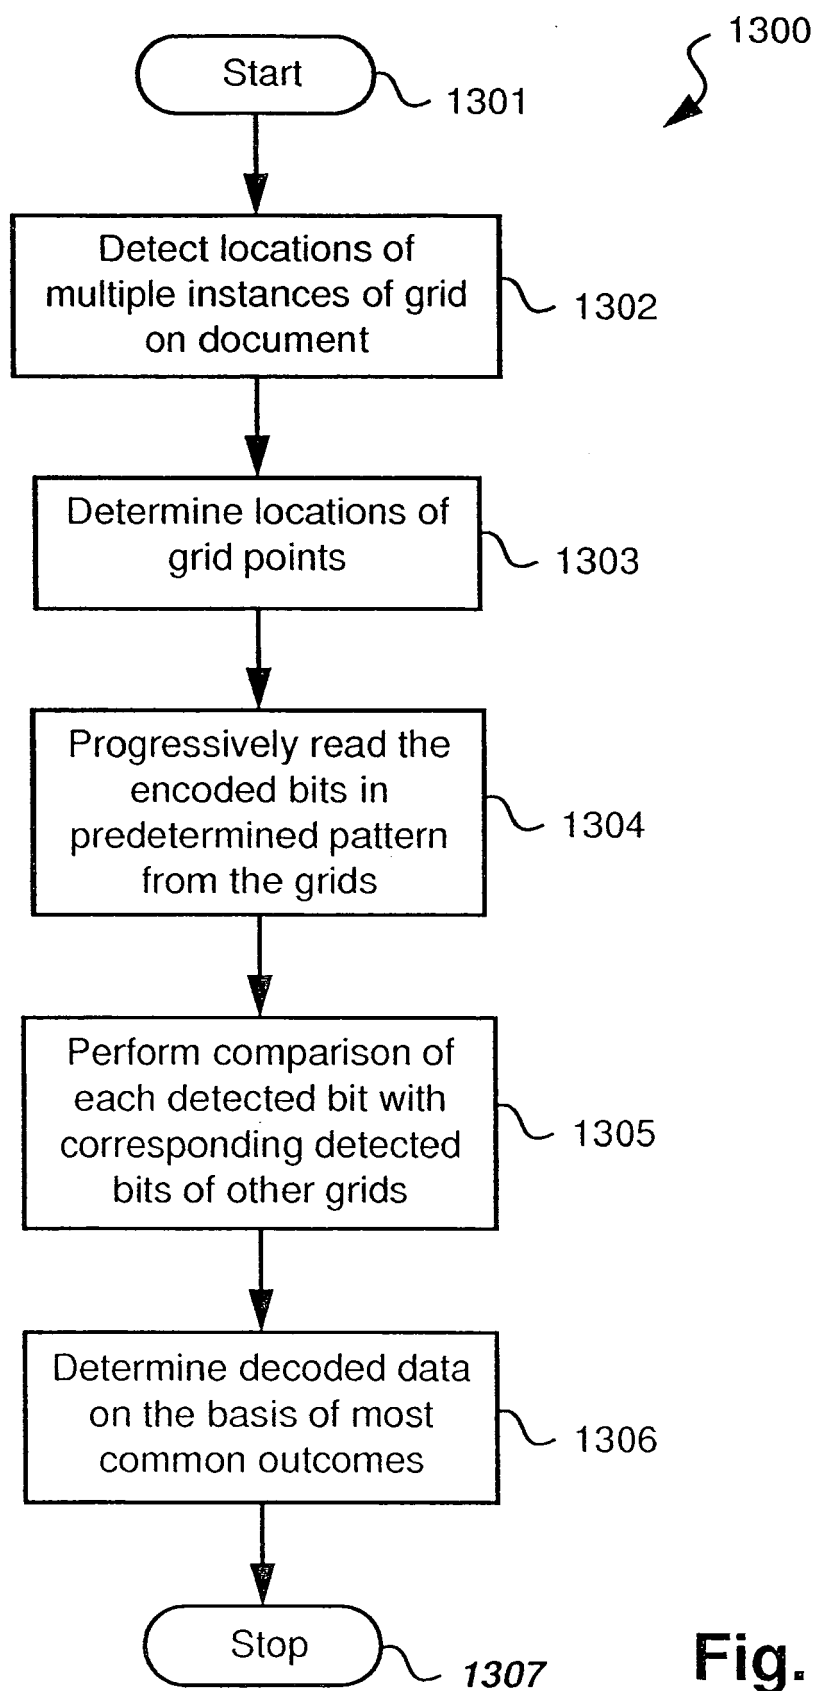 1300
Start
1301
Detect locations of
multiple instances of grid
on document
1302
Determine locations of
grid points
1303
Progressively read the
encoded bits in
predetermined pattern
from the grids
1304
Perform comparison of
each detected bit with
corresponding detected
bits of other grids
1305
Determine decoded data
on the basis of most
common outcomes
1306
Stop
1307
Fig.